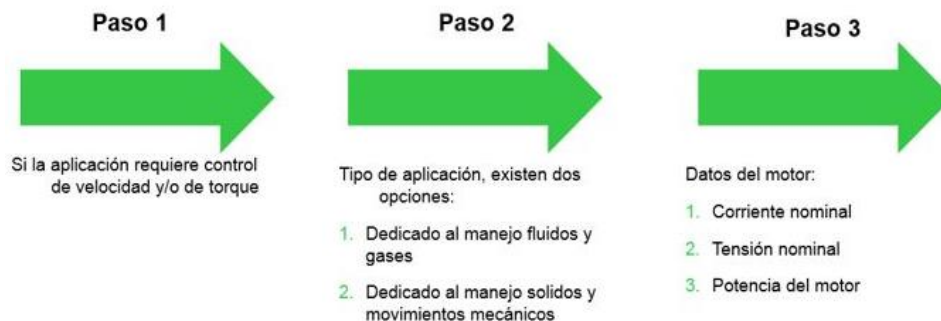 Paso 1
Si la aplicación requiere control
de velocidad y/o de torque
Paso 2
Tipo de aplicación, existen dos
opciones:
1. Dedicado al manejo fluidos y
gases
2. Dedicado al manejo solidos y
movimientos mecánicos
Paso 3
Datos del motor:
1. Corriente nominal
2. Tensión nominal
3. Potencia del motor